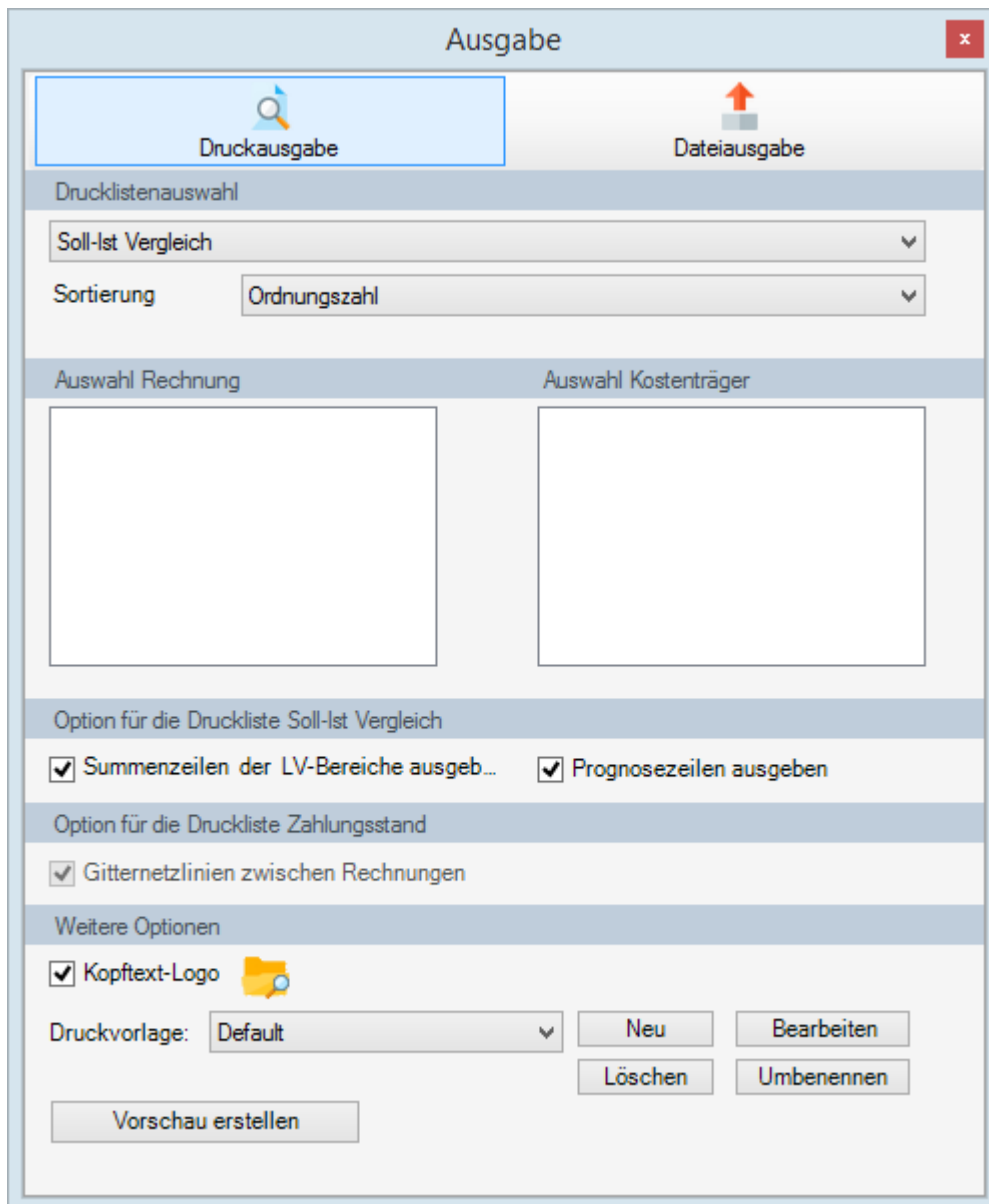 Ausgabe
x
Druckausgabe
Dateiausgabe
Drucklistenauswahl
Soll-Ist Vergleich
Sortierung
Ordnungszahl
Auswahl Rechnung
Auswahl Kostenträger
Option für die Druckliste Soll-Ist Vergleich
Summenzeilen der LV-Bereiche ausgeb...
Prognosezeilen ausgeben
Option für die Druckliste Zahlungsstand
Gitternetzlinien zwischen Rechnungen
Weitere Optionen
Kopftext-Logo
Druckvorlage:
Default
Neu
Bearbeiten
Löschen
Umbenennen
Vorschau erstellen